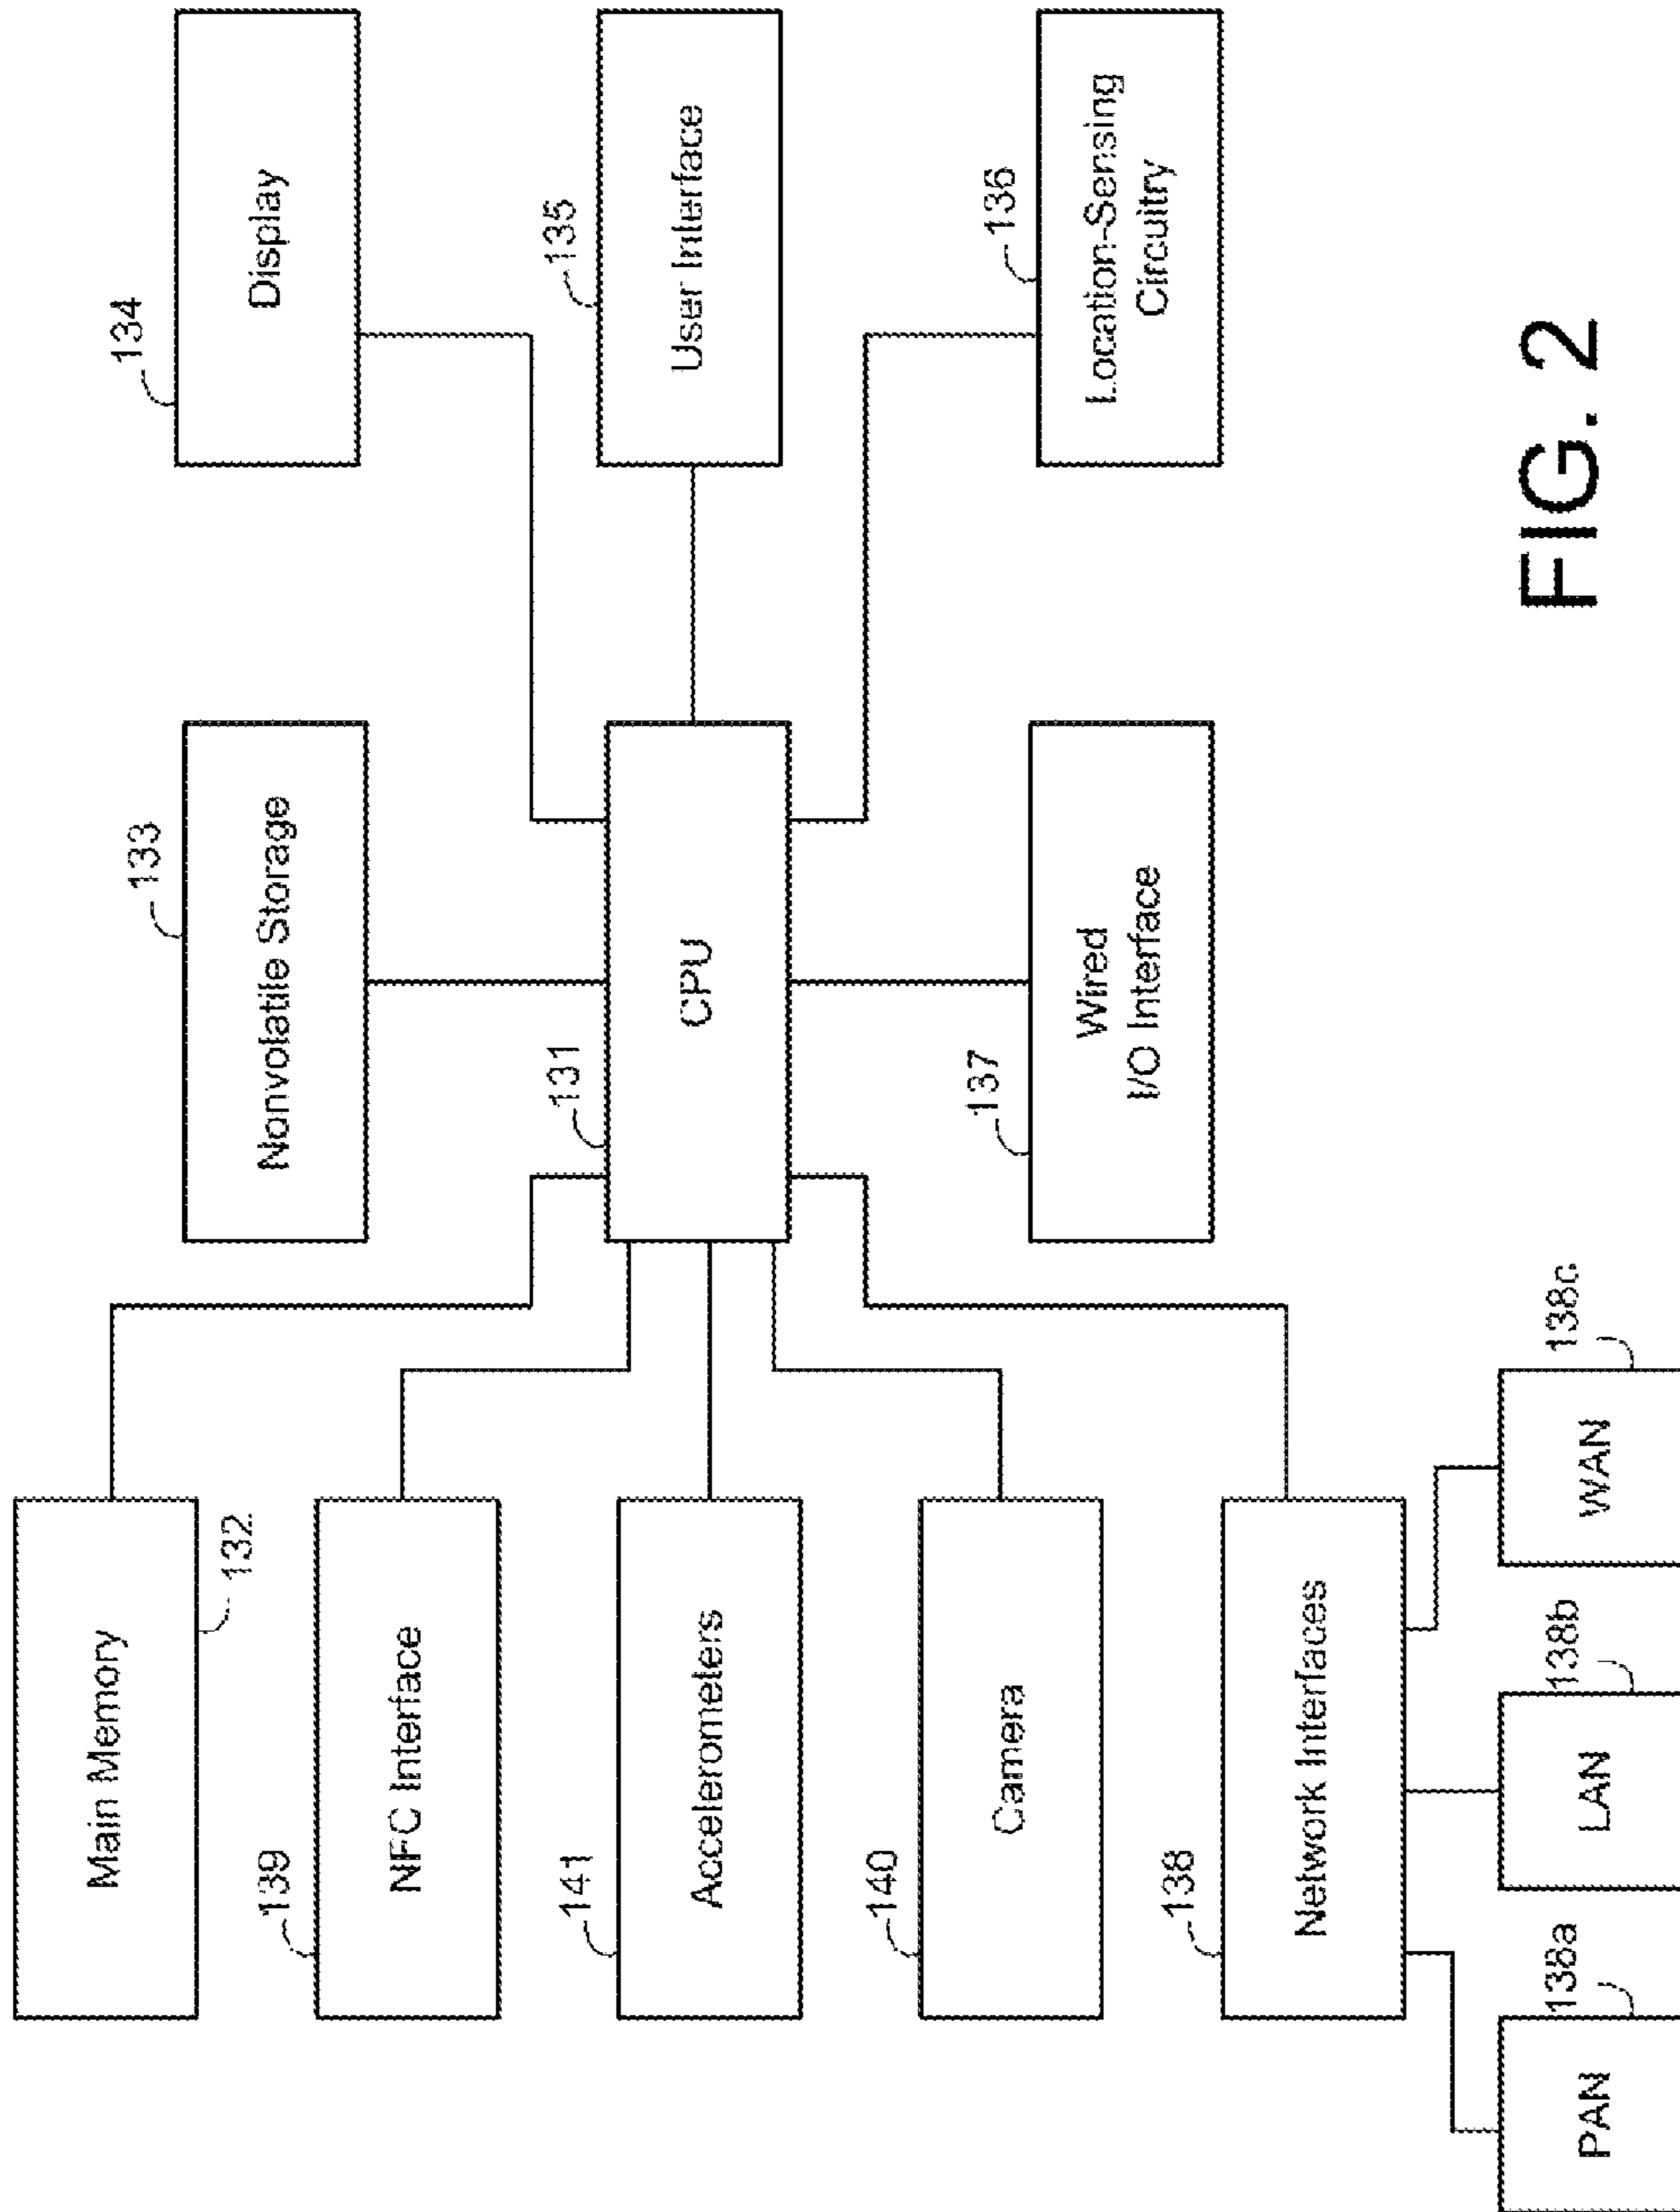 Main Memory
132
139
NFC Interface
141
Accelerometers
140
Camera
138
Network Interfaces
138a
PAN
138b
LAN
138c
WAN
133
Nonvolatile Storage
131
CPU
137
Wired
I/O Interface
134
Display
135
User Interface
136
Location-Sensing
Circuitry
FIG. 2